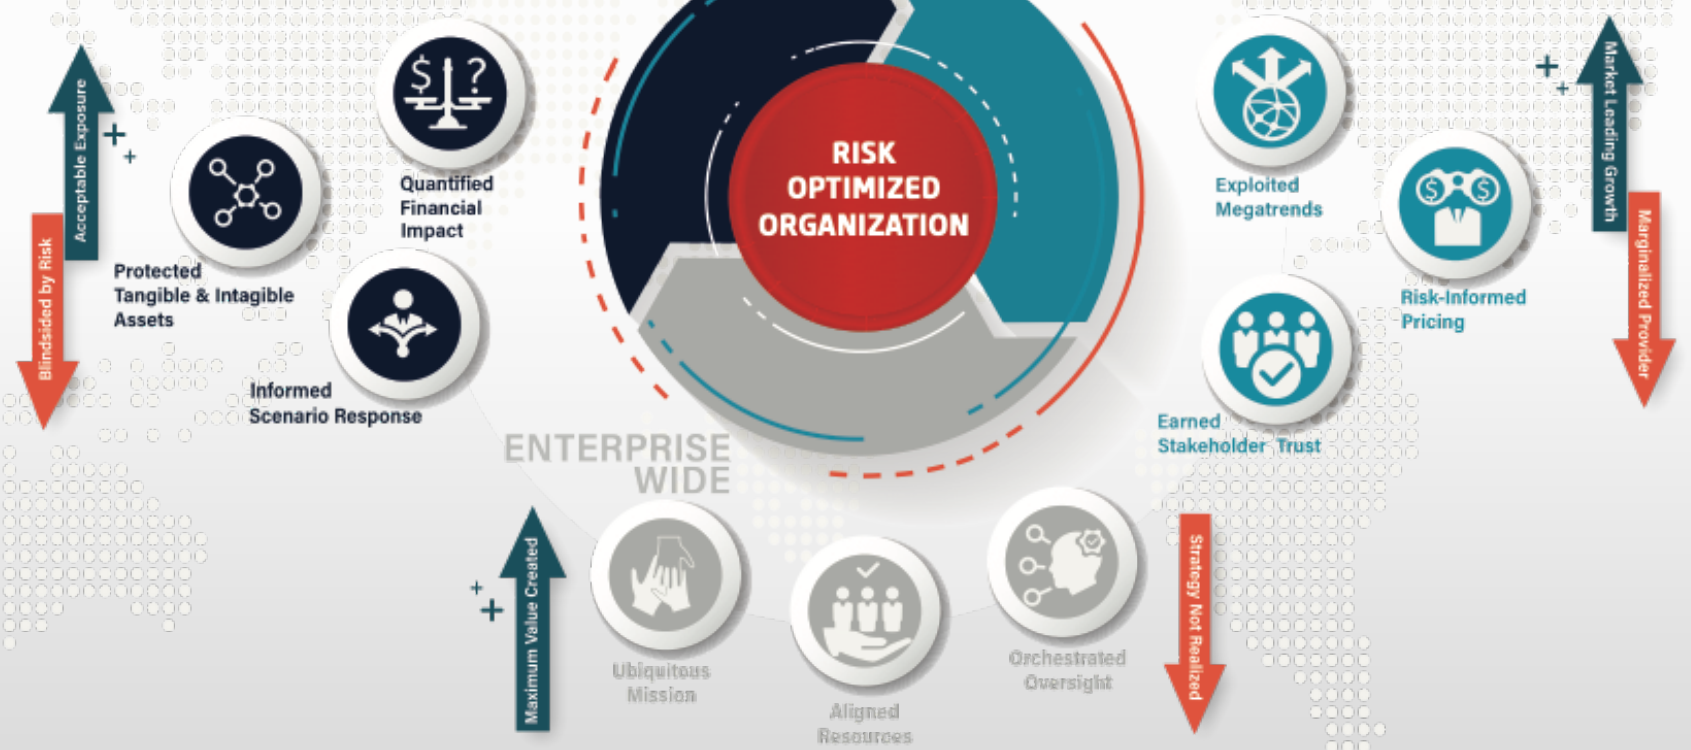 Acceptable Exposure
Blindsided by Risk
$ ?
Quantified
Financial
Impact
Protected
Tangible & Intagible
Assets
Informed
Scenario Response
RISK
OPTIMIZED
ORGANIZATION
Exploited
Megatrends
$ $
Risk-Informed
Pricing
Earned
Stakeholder Trust
Market Leading Growth
Marginalized Provider
ENTERPRISE
WIDE
Maximum Value Created
Ubiquitous
Mission
Aligned
Resources
Orchestrated
Oversight
Strategy Not Realized